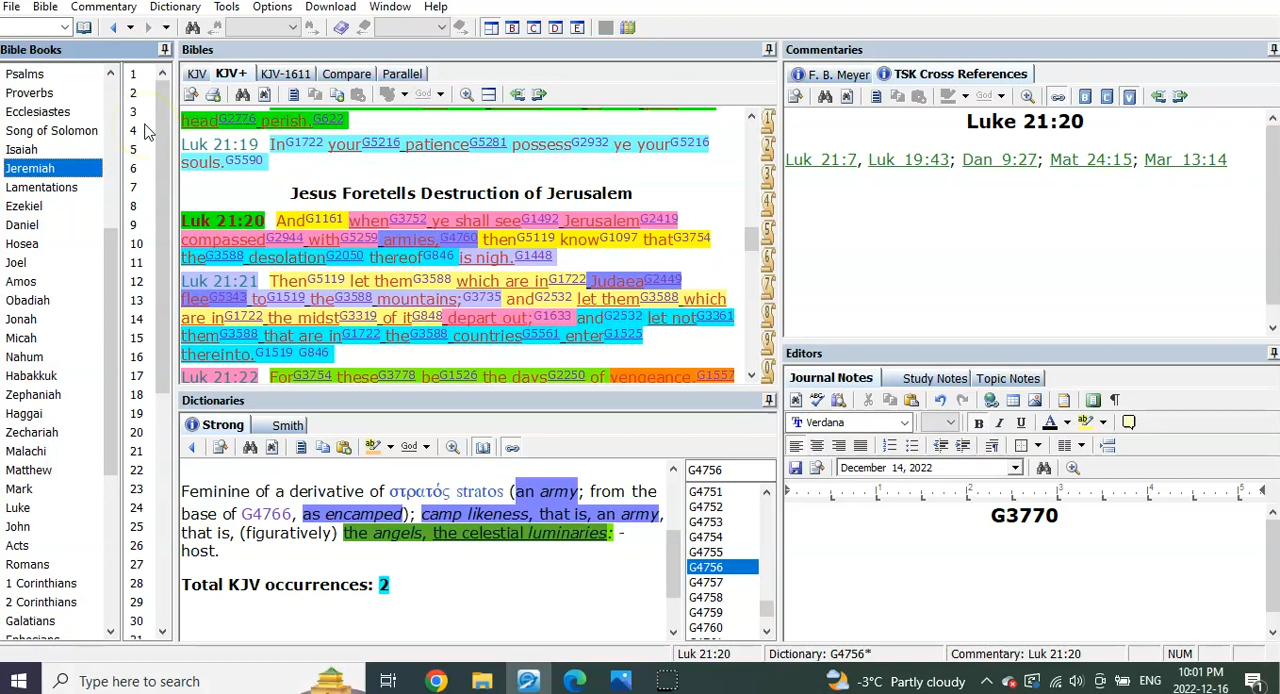 File Bible Commentary Dictionary Tools Options Download Window Help
Bible Books
Psalms 1
Proverbs 2
Ecclesiastes 3
Song of Solomon 4
Isaiah 5
Jeremiah 6
Lamentations 7
Ezekiel 8
Daniel 9
Hosea 10
Joel 11
Amos 12
Obadiah 13
Jonah 14
Micah 15
Nahum 16
Habakkuk 17
Zephaniah 18
Haggai 19
Zechariah 20
Malachi 21
Matthew 22
Mark 23
Luke 24
John 25
Acts 26
Romans 27
1 Corinthians 28
2 Corinthians 29
Galatians 30
Bibles
KJV KJV+ KJV-1611 Compare Parallel
God
headG2776 perish.G622
Luk 21:19 InG1722 yourG5216 patienceG5281 possessG2932 ye yourG5216
souls.G5590
Jesus Foretells Destruction of Jerusalem
Luk 21:20 AndG1161 whenG3752 ye shall seeG1492 JerusalemG2419
compassedG2944 withG5259 armies,G4760 thenG5119 knowG1097 thatG3754
theG3588 desolationG2050 thereofG846 is nigh.G1448
Luk 21:21 ThenG5119 let themG3588 which are inG1722 JudaeaG2449
fleeG5343 toG1519 theG3588 mountains;G3735 andG2532 let themG3588 which
are inG1722 the midstG3319 of itG848 depart out;G1633 andG2532 let notG3361
themG3588 that are inG1722 theG3588 countriesG5561 enterG1525
thereinto.G1519 G846
Luk 21:22 ForG3754 theseG3778 beG1526 the daysG2250 of vengeance,G1557
Dictionaries
Strong Smith
God
Feminine of a derivative of στρατός stratos (an army; from the
base of G4766, as encamped); camp likeness, that is, an army,
that is, (figuratively) the angels, the celestial luminaries: -
host.
Total KJV occurrences: 2
G4756
G4751
G4752
G4753
G4754
G4755
G4756
G4757
G4758
G4759
G4760
Commentaries
F. B. Meyer TSK Cross References
God
Luke 21:20
Luk 21:7, Luk 19:43; Dan 9:27; Mat 24:15; Mar 13:14
Editors
Journal Notes Study Notes Topic Notes
Verdana B I U A
December 14, 2022
1 2 3 4 5
G3770
Luk 21:20 Dictionary: G4756* Commentary: Luk 21:20 NUM
Type here to search -3°C Partly cloudy ENG 10:01 PM
2022-12-16